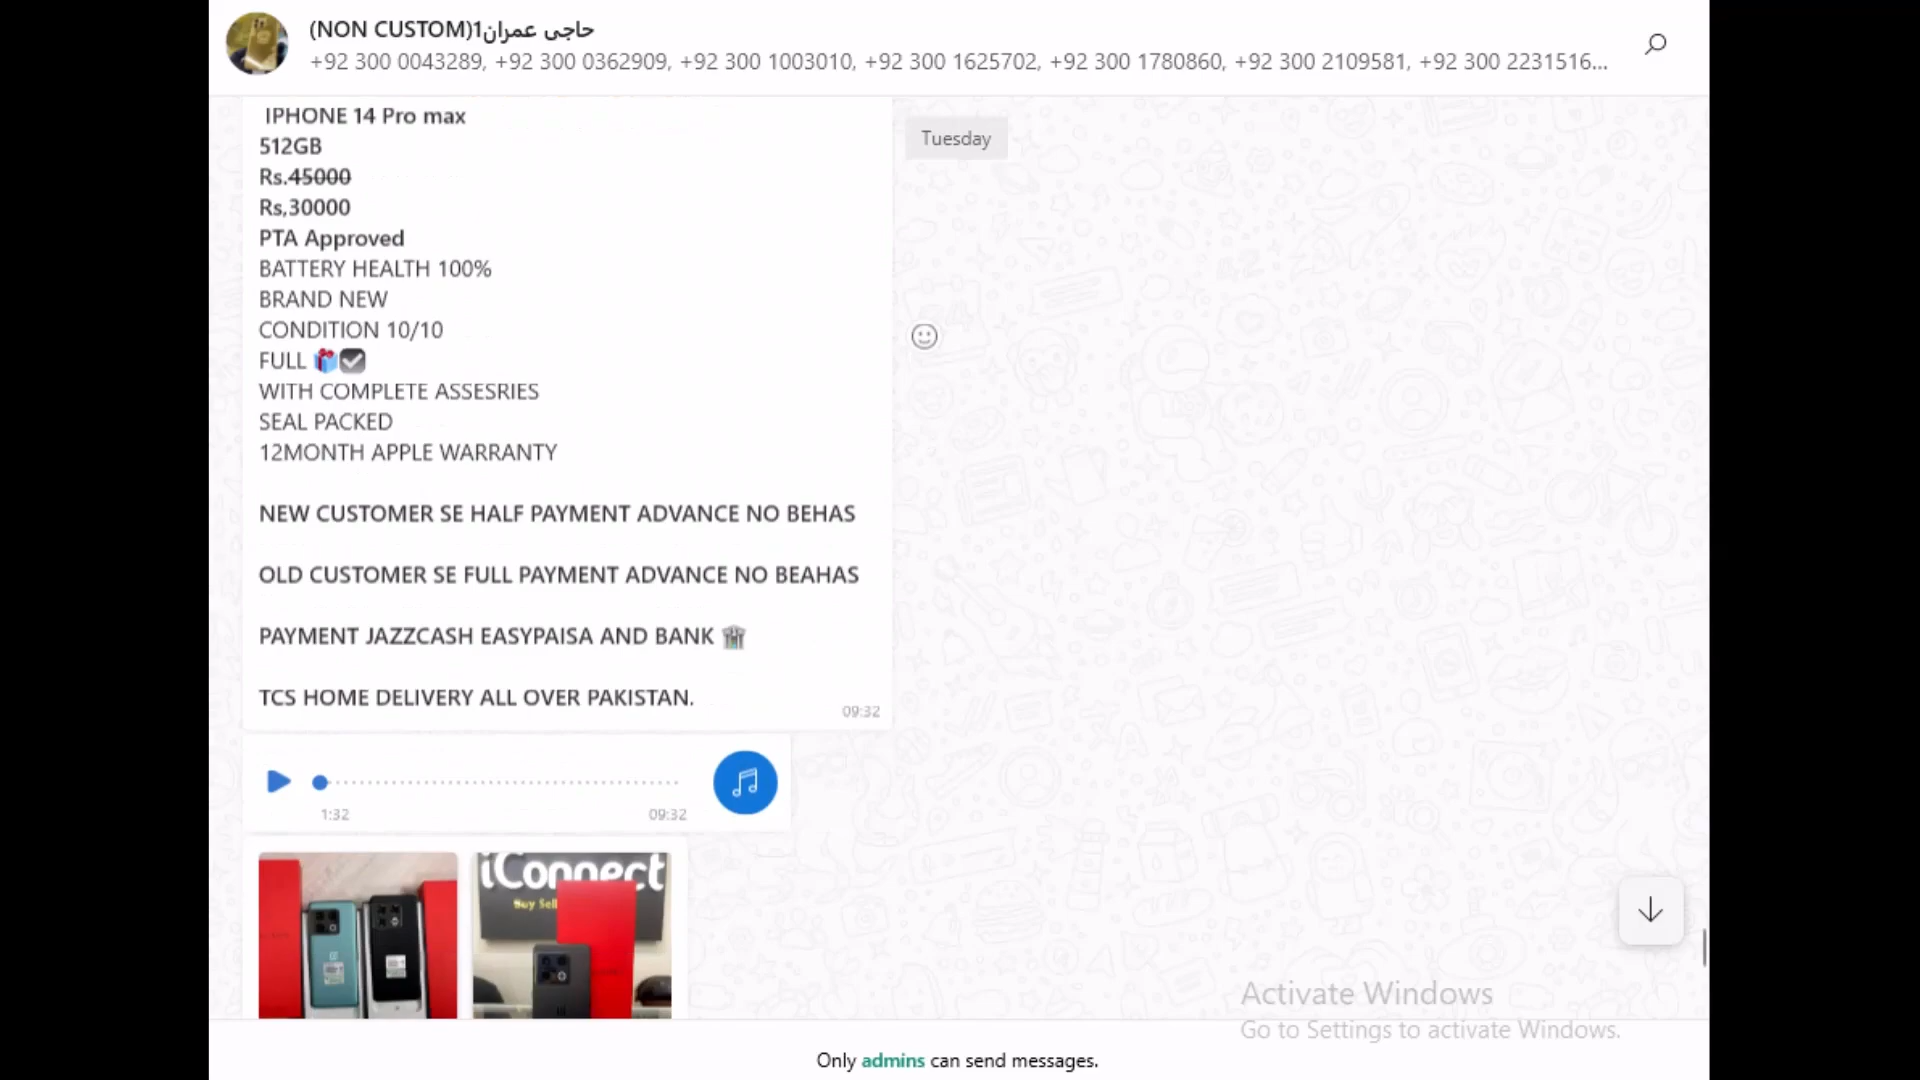 (NON CUSTOM)1حاجی عمران
+92 300 0043289, +92 300 0362909, +92 300 1003010, +92 300 1625702, +92 300 1780860, +92 300 2109581, +92 300 2231516...
Tuesday
IPHONE 14 Pro max
512GB
Rs.45000
Rs,30000
PTA Approved
BATTERY HEALTH 100%
BRAND NEW
CONDITION 10/10
FULL 🎁☑
WITH COMPLETE ASSESRIES
SEAL PACKED
12MONTH APPLE WARRANTY
NEW CUSTOMER SE HALF PAYMENT ADVANCE NO BEHAS
OLD CUSTOMER SE FULL PAYMENT ADVANCE NO BEAHAS
PAYMENT JAZZCASH EASYPAISA AND BANK
TCS HOME DELIVERY ALL OVER PAKISTAN.
09:32
1:32
09:32
iConnect
Buy Sell
Activate Windows
Go to Settings to activate Windows.
Only admins can send messages.